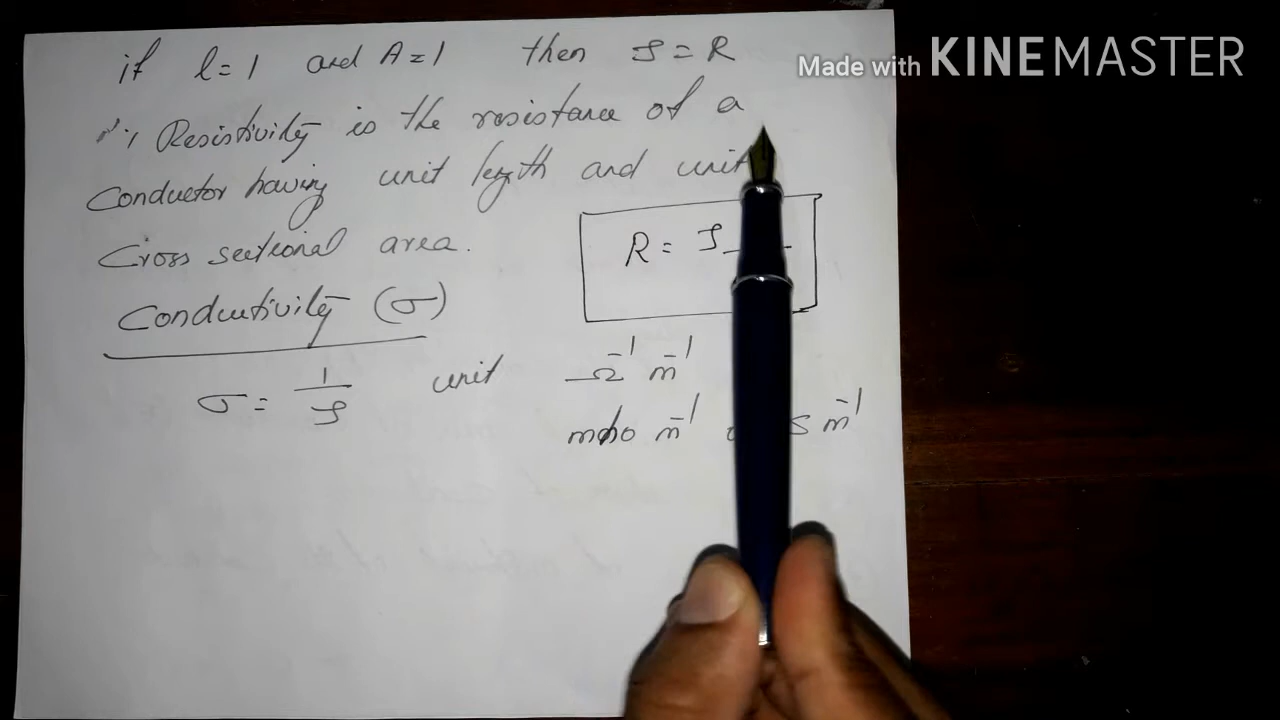 if l = 1 and A = 1 then ρ = R
Made with KINEMASTER
Resistivity is the resistance of a
Conductor having unit length and unit
Cross sectional area.
R = ρ
Conductivity (σ)
σ = 1/ρ unit Ω⁻¹ m⁻¹
mho m⁻¹ S m⁻¹